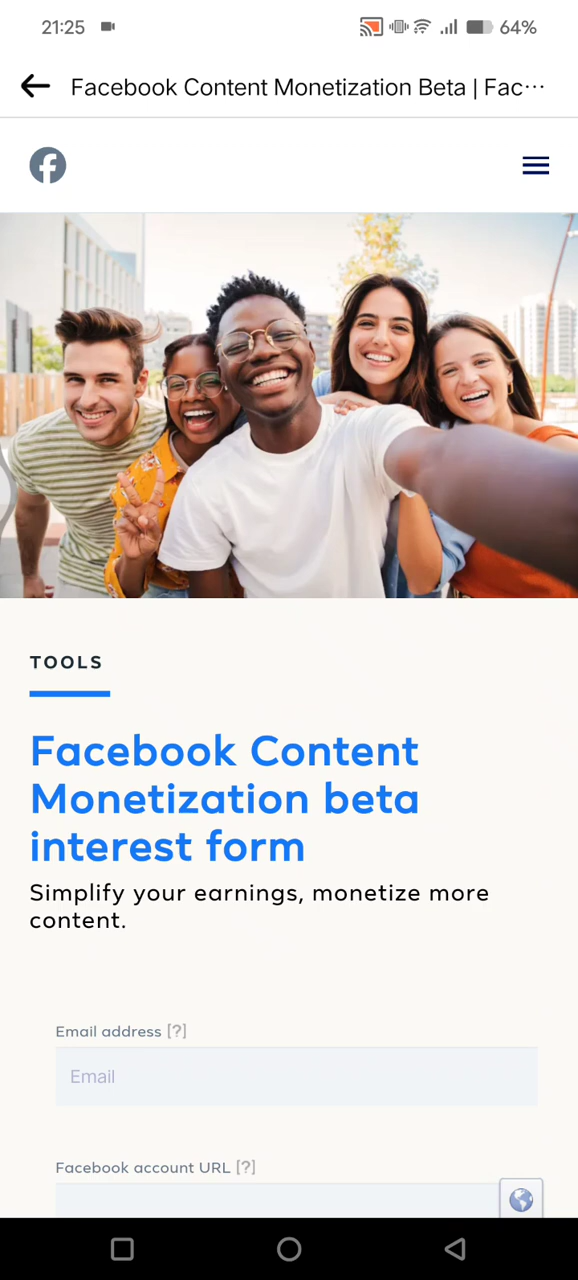 21:25
64%
Facebook Content Monetization Beta | Fac···
TOOLS
Facebook Content
Monetization beta
interest form
Simplify your earnings, monetize more
content.
Email address [?]
Email
Facebook account URL [?]